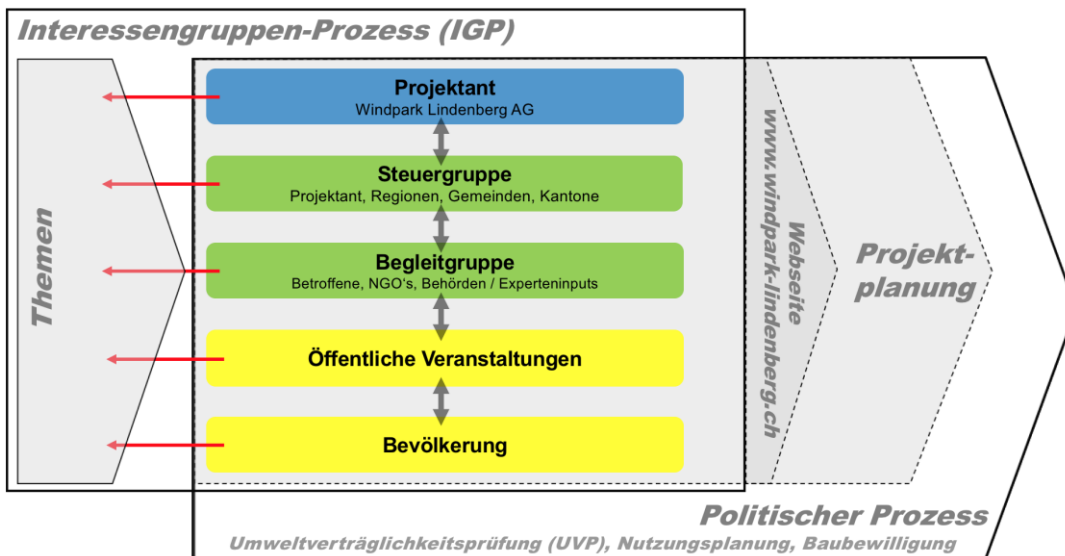 Interessengruppen-Prozess (IGP)
Themen
Projektant
Windpark Lindenberg AG
Steuergruppe
Projektant, Regionen, Gemeinden, Kantone
Begleitgruppe
Betroffene, NGO‘s, Behörden / Experteninputs
Öffentliche Veranstaltungen
Bevölkerung
Webseite
www.windpark-lindenberg.ch
Projekt-
planung
Politischer Prozess
Umweltverträglichkeitsprüfung (UVP), Nutzungsplanung, Baubewilligung